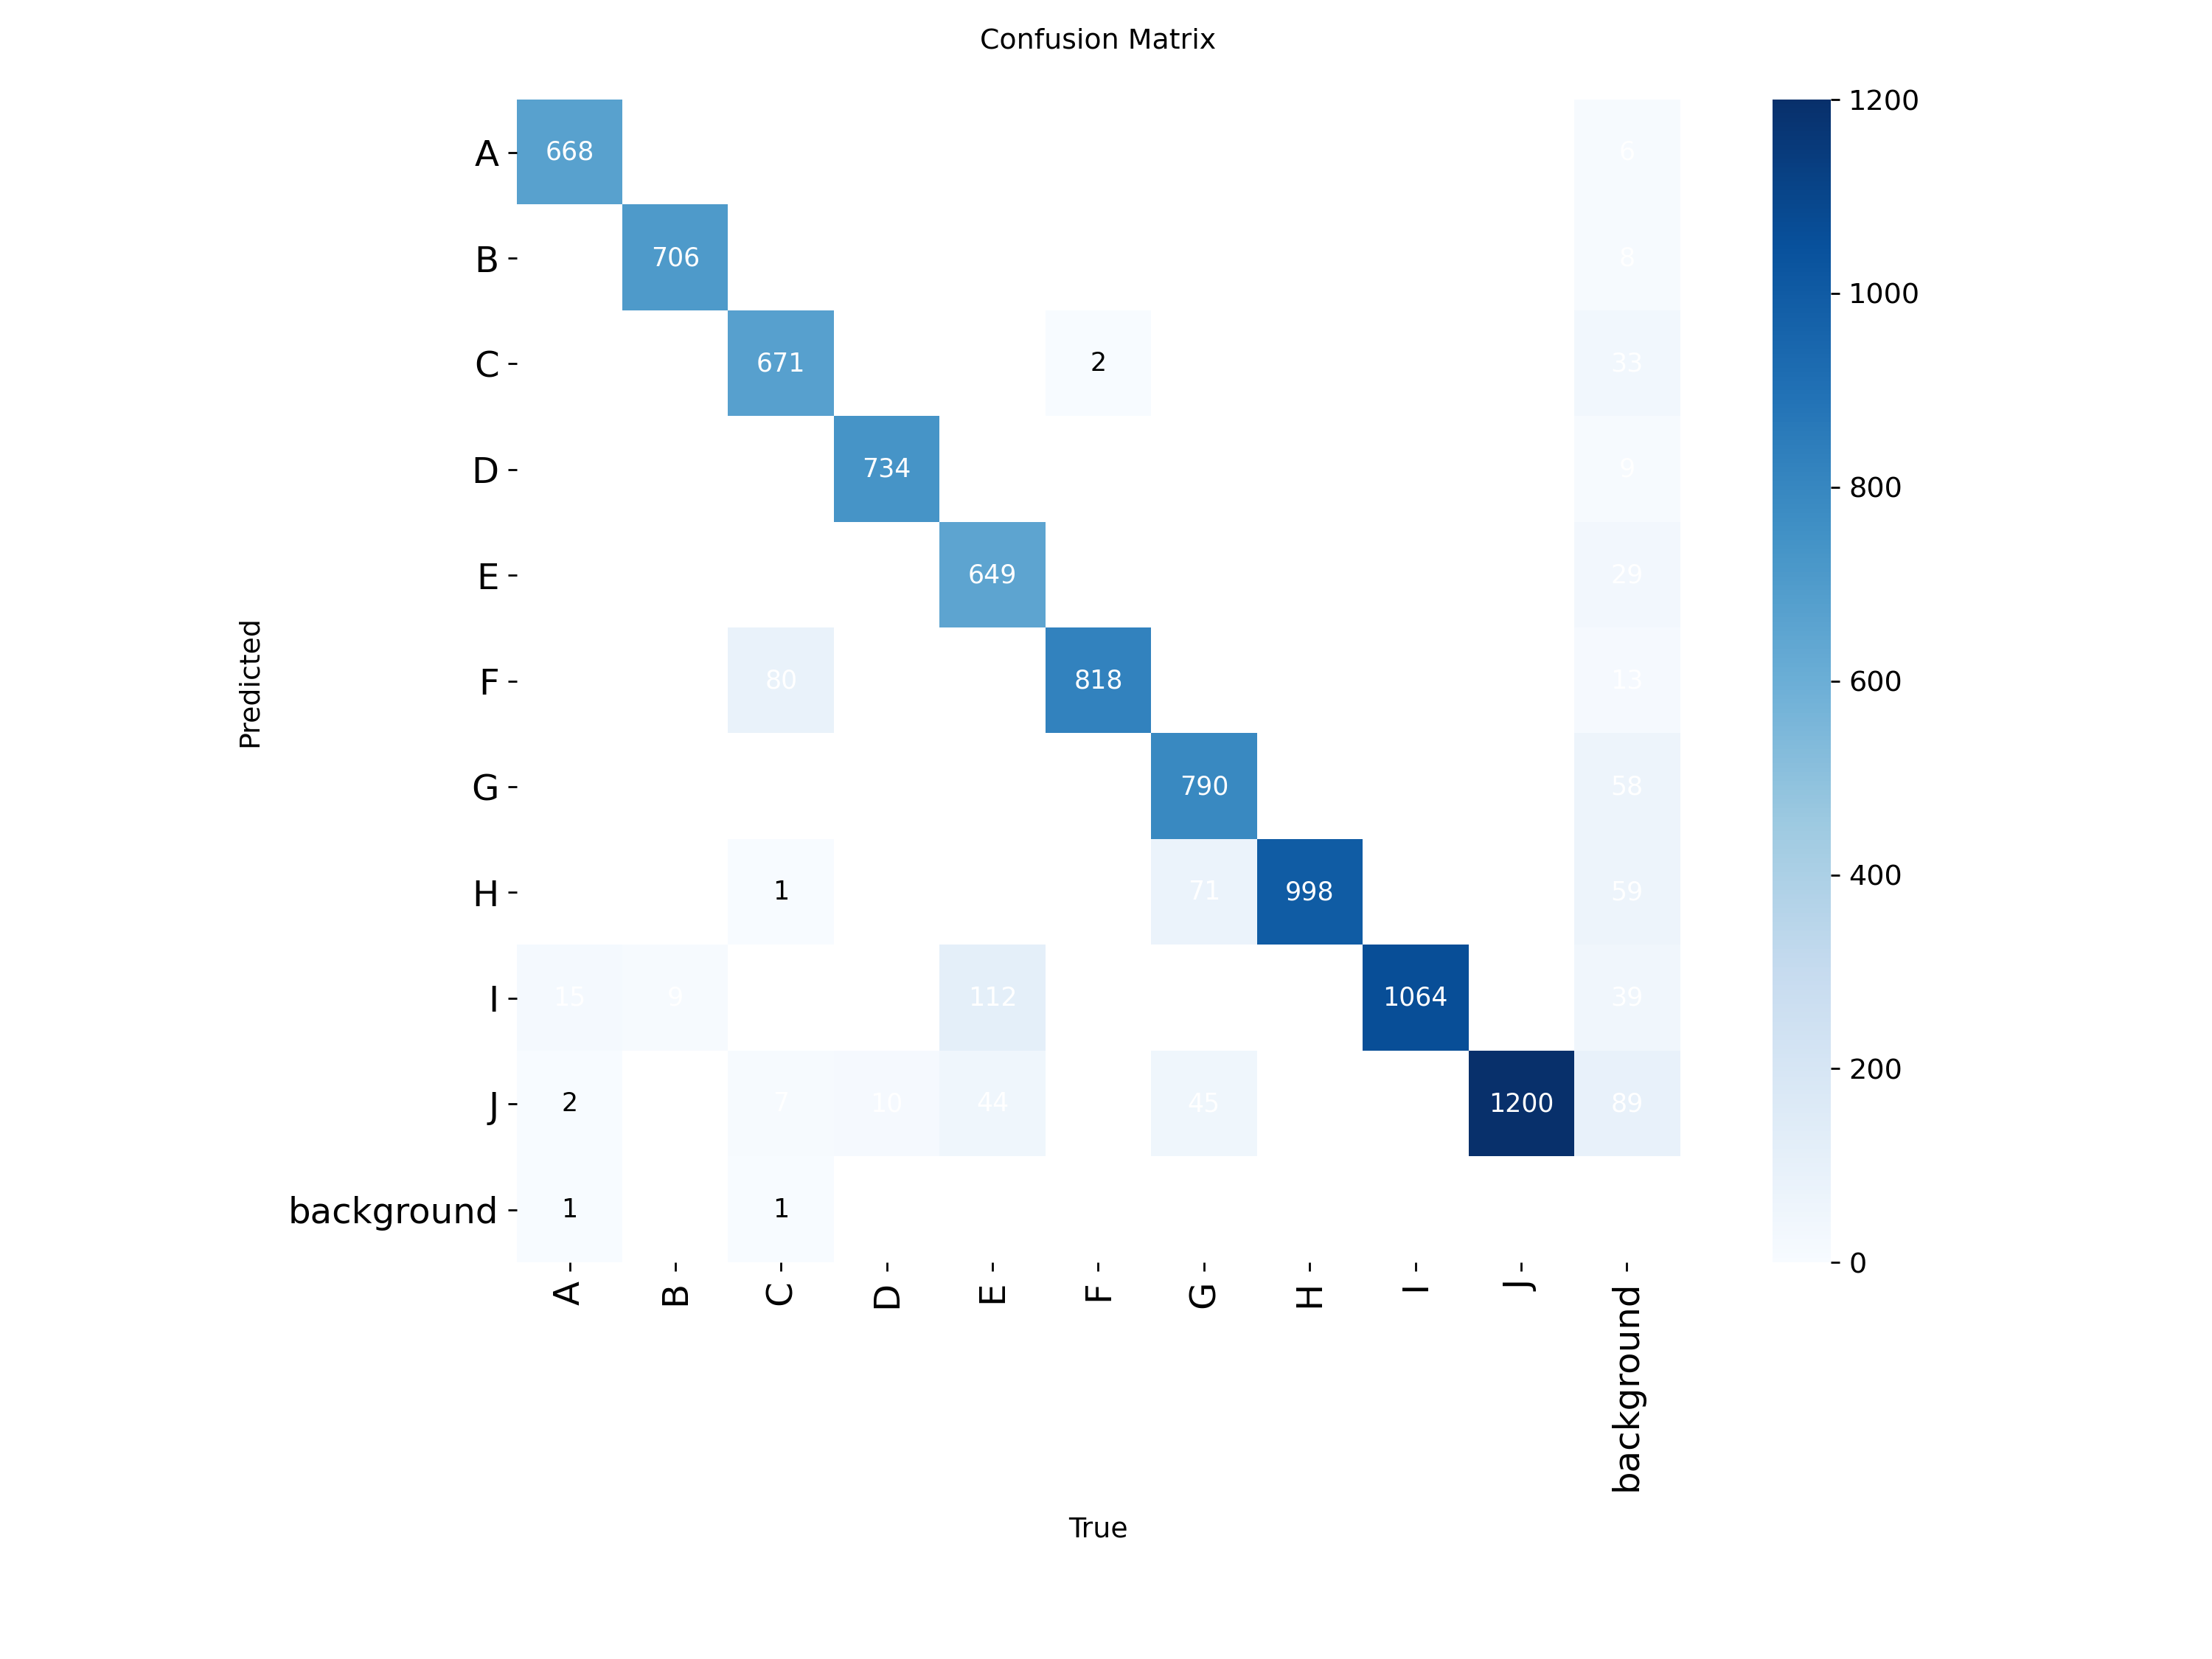 Confusion Matrix
A 668 6
B 706 8
C 671 2 33
D 734 9
E 649 29
F 80 818 13
G 790 58
H 1 71 998 59
I 15 9 112 1064 39
J 2 7 10 44 45 1200 89
background 1 1
A B C D E F G H I J background
Predicted
True
1200
1000
800
600
400
200
0